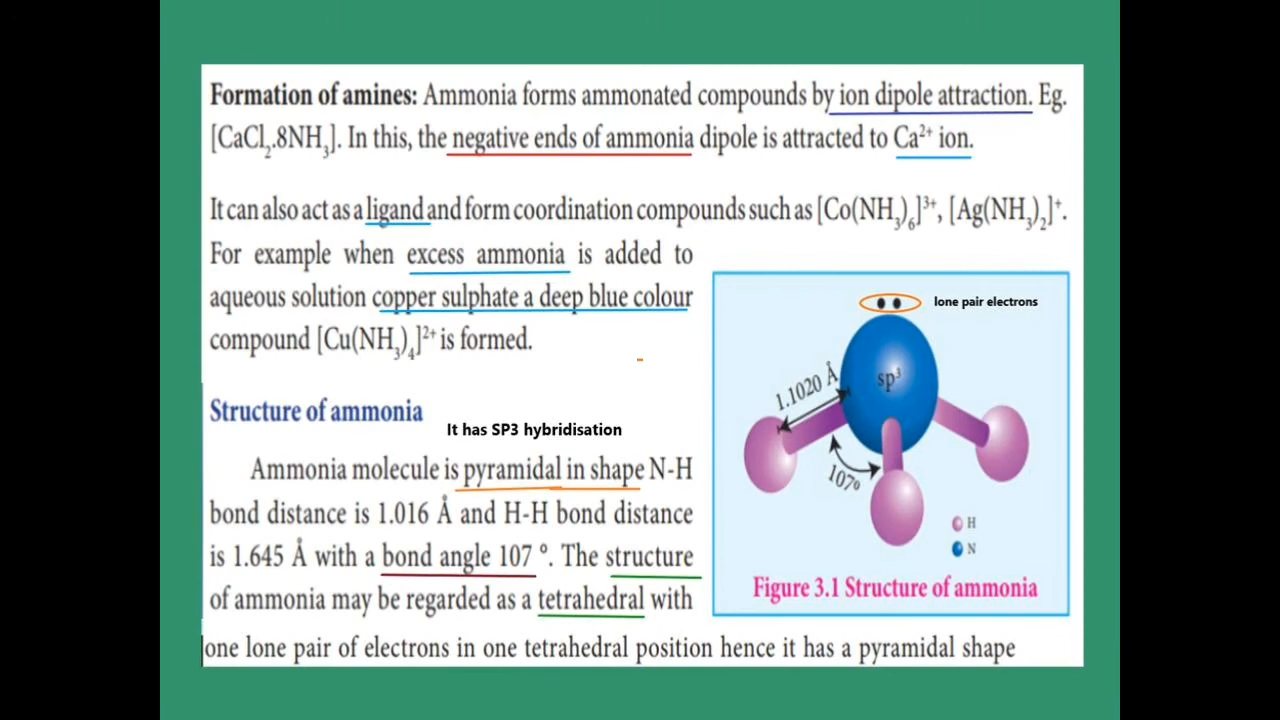 Formation of amines: Ammonia forms ammonated compounds by ion dipole attraction. Eg.
[CaCl₂.8NH₃]. In this, the negative ends of ammonia dipole is attracted to Ca²⁺ ion.
It can also act as a ligand and form coordination compounds such as [Co(NH₃)₆]³⁺, [Ag(NH₃)₂]⁺.
For example when excess ammonia is added to
aqueous solution copper sulphate a deep blue colour
compound [Cu(NH₃)₄]²⁺ is formed.
Structure of ammonia
It has SP3 hybridisation
Ammonia molecule is pyramidal in shape N-H
bond distance is 1.016 Å and H-H bond distance
is 1.645 Å with a bond angle 107 °. The structure
of ammonia may be regarded as a tetrahedral with
one lone pair of electrons in one tetrahedral position hence it has a pyramidal shape
lone pair electrons
sp³
1.1020 Å
107⁰
H
N
Figure 3.1 Structure of ammonia